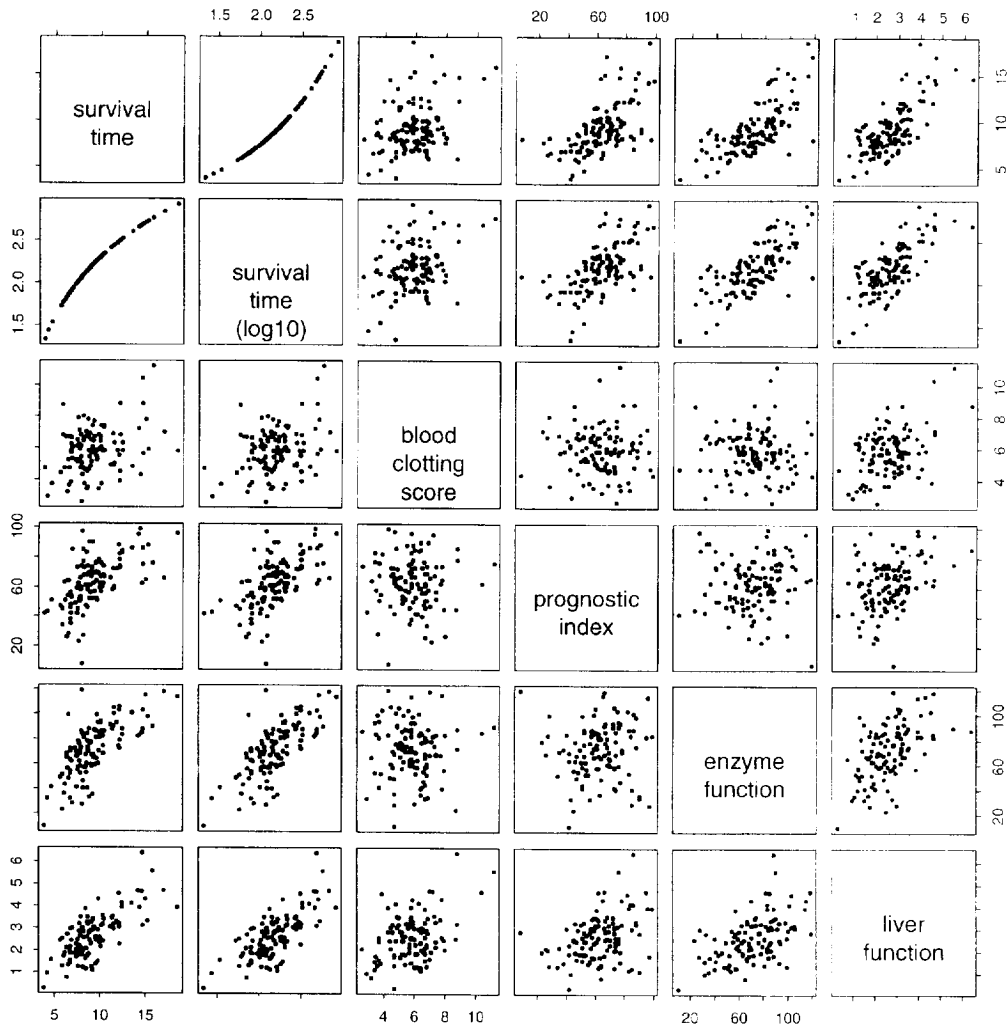 1.5 2.0 2.5 20 60 100 1 2 3 4 5 6
survival
time
5 10 15
1.5 2.0 2.5
survival
time
(log10)
blood
clotting
score
4 6 8 10
20 60 100
prognostic
index
enzyme
function
20 60 100
1 2 3 4 5 6
liver
function
5 10 15 4 6 8 10 20 60 100